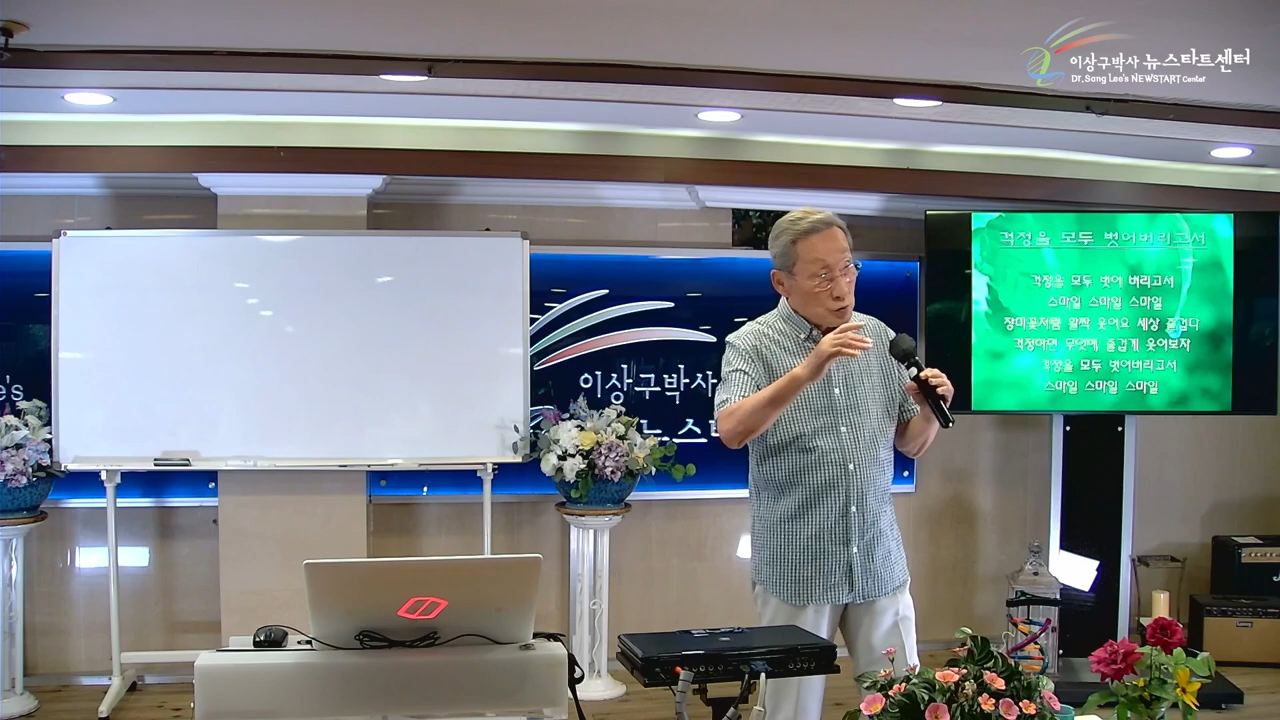 이상구박사 뉴스타트센터
Dr. Sang Lee's NEWSTART Center
걱정을 모두 벗어버리고서
걱정을 모두 벗어 버리고서
스마일 스마일 스마일
장미꽃처럼 활짝 웃어요 세상 즐겁다
걱정하면 무엇해 즐겁게 웃어보자
걱정을 모두 벗어버리고서
스마일 스마일 스마일
이상구박사
뉴스타
e's